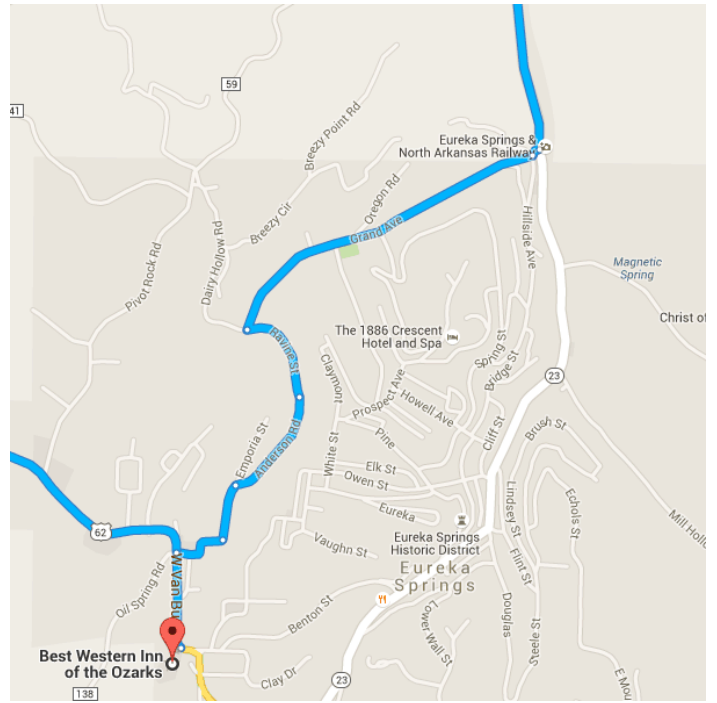 59
41
Breezy Point Rd
Eureka Springs &
North Arkansas Railway
Oregon Rd
Breezy Cir
Grand Ave
Hillside Ave
Dairy Hollow Rd
Pivot Rock Rd
Magnetic
Spring
Christ of
The 1886 Crescent
Hotel and Spa
Ravine St
Spring St
Bridge St
Claymont
Prospect Ave
23
Howell Ave
Anderson Rd
Emporia St
White St
Pine
Cliff St
Brush St
Elk St
Owen St
Lindsey St
Echols St
Mill Hollo
62
Eureka
Eureka Springs
Historic District
Flint St
Vaughn St
Eureka
Springs
Oil Spring Rd
W Van Bu
Benton St
Lower Wall St
Douglas
Steele St
Best Western Inn
of the Ozarks
Clay Dr
E Mou
138
23